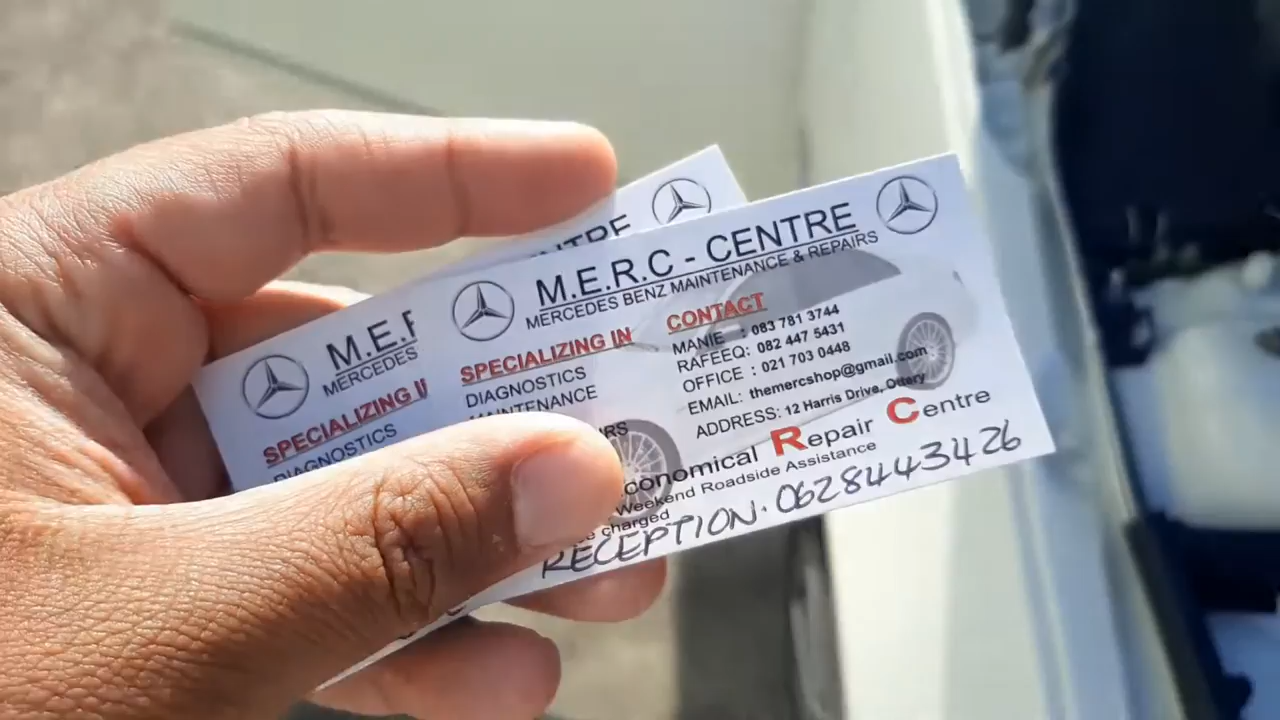 NTRE
M.E.R.C - CENTRE
MERCEDES BENZ MAINTENANCE & REPAIRS
SPECIALIZING IN
DIAGNOSTICS
CONTACT
MANIE : 083 781 3744
RAFEEQ: 082 447 5431
OFFICE : 021 703 0448
EMAIL: themercshop@gmail.com
ADDRESS: 12 Harris Drive, Ottery
Repair Centre
Weekend Roadside Assistance
charged
RECEPTION. 0628443426
M.E.R
MERCEDES
SPECIALIZING
DIAGNOSTICS